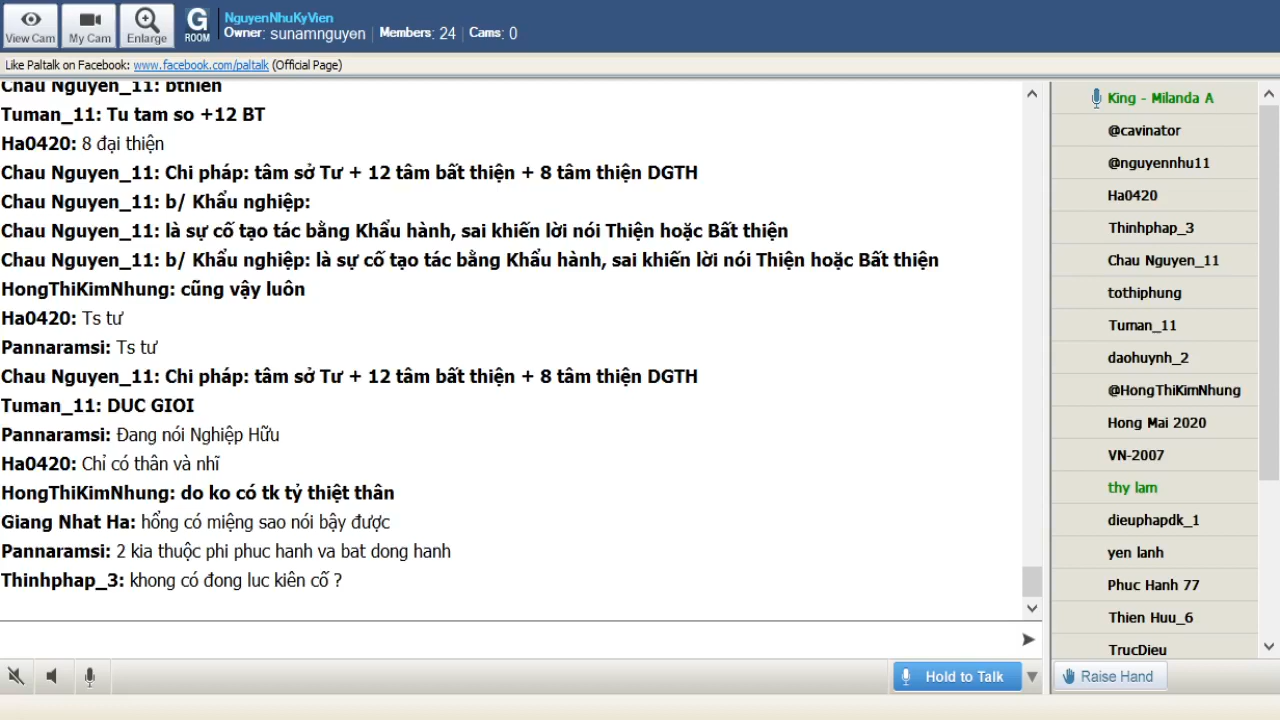 View Cam
My Cam
Enlarge
G
ROOM
NguyenNhuKyVien
Owner: sunamnguyen | Members: 24 | Cams: 0
Like Paltalk on Facebook: www.facebook.com/paltalk (Official Page)
Chau Nguyen_11: bthien
Tuman_11: Tu tam so +12 BT
Ha0420: 8 đại thiện
Chau Nguyen_11: Chi pháp: tâm sở Tư + 12 tâm bất thiện + 8 tâm thiện DGTH
Chau Nguyen_11: b/ Khẩu nghiệp:
Chau Nguyen_11: là sự cố tạo tác bằng Khẩu hành, sai khiến lời nói Thiện hoặc Bất thiện
Chau Nguyen_11: b/ Khẩu nghiệp: là sự cố tạo tác bằng Khẩu hành, sai khiến lời nói Thiện hoặc Bất thiện
HongThiKimNhung: cũng vậy luôn
Ha0420: Ts tư
Pannaramsi: Ts tư
Chau Nguyen_11: Chi pháp: tâm sở Tư + 12 tâm bất thiện + 8 tâm thiện DGTH
Tuman_11: DUC GIOI
Pannaramsi: Đang nói Nghiệp Hữu
Ha0420: Chỉ có thân và nhĩ
HongThiKimNhung: do ko có tk tỷ thiệt thân
Giang Nhat Ha: hổng có miệng sao nói bậy được
Pannaramsi: 2 kia thuộc phi phuc hanh va bat dong hanh
Thinhphap_3: khong có đong luc kiên cố ?
Hold to Talk
King - Milanda A
@cavinator
@nguyennhu11
Ha0420
Thinhphap_3
Chau Nguyen_11
tothiphung
Tuman_11
daohuynh_2
@HongThiKimNhung
Hong Mai 2020
VN-2007
thy lam
dieuphapdk_1
yen lanh
Phuc Hanh 77
Thien Huu_6
TrucDieu
Raise Hand